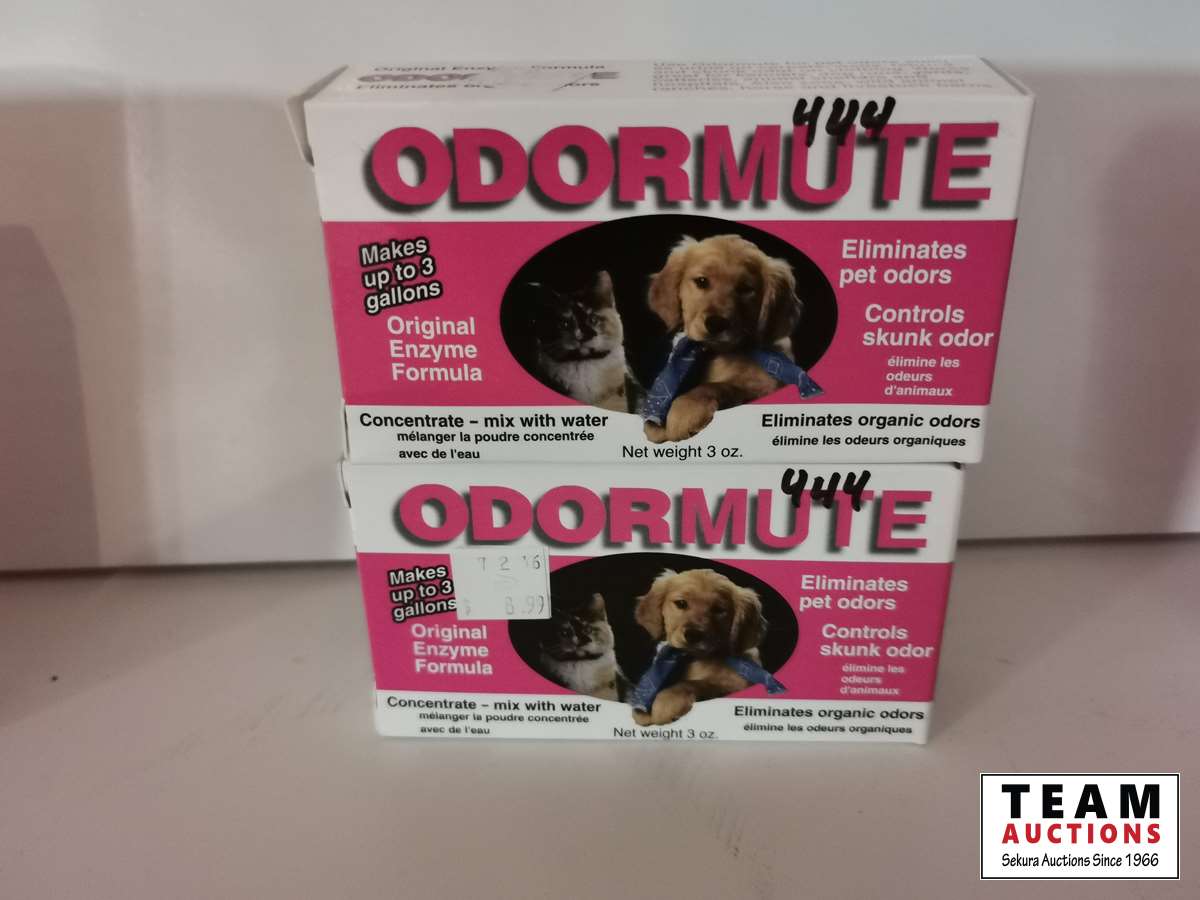 Original Enzyme Formula
444
ODORMUTE
Makes
up to 3
gallons
Original
Enzyme
Formula
Eliminates
pet odors
Controls
skunk odor
élimine les
odeurs
d'animaux
Concentrate – mix with water
mélanger la poudre concentrée
avec de l'eau
Net weight 3 oz.
Eliminates organic odors
élimine les odeurs organiques
444
ODORMUTE
Makes
up to 3
gallons
7 2 16
$ 8.99
Original
Enzyme
Formula
Eliminates
pet odors
Controls
skunk odor
élimine les
odeurs
d'animaux
Concentrate – mix with water
mélanger la poudre concentrée
avec de l'eau
Net weight 3 oz.
Eliminates organic odors
élimine les odeurs organiques
TEAM
AUCTIONS
Sekura Auctions Since 1966